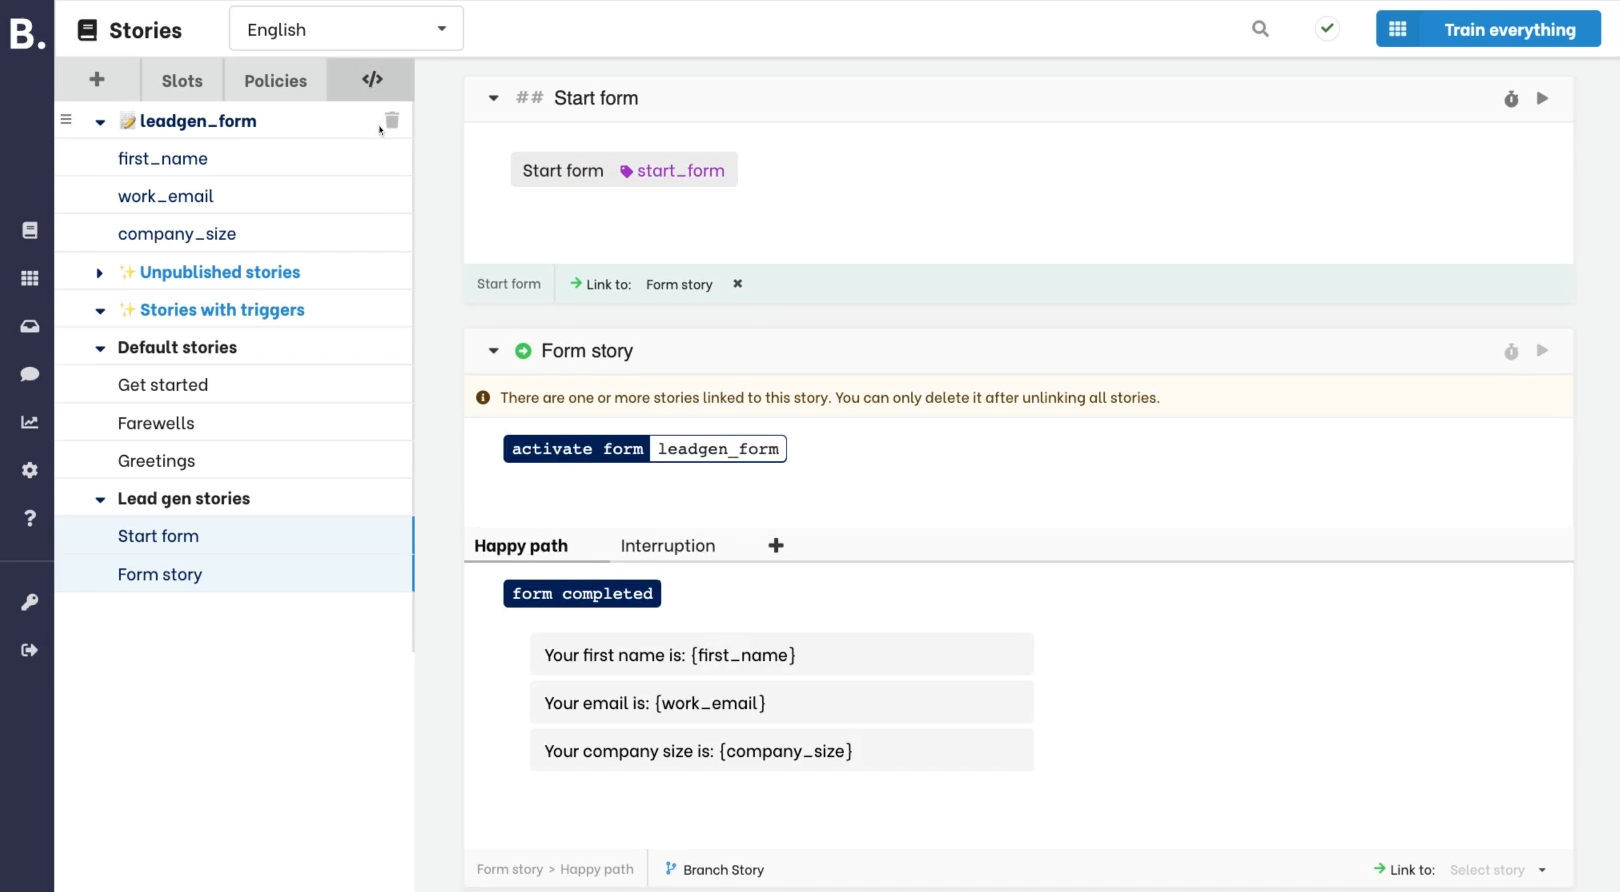 B.
Stories
English
Train everything
Slots
Policies
</>
leadgen_form
first_name
work_email
company_size
Unpublished stories
Stories with triggers
Default stories
Get started
Farewells
Greetings
Lead gen stories
Start form
Form story
## Start form
Start form start_form
Start form
Link to: Form story
Form story
There are one or more stories linked to this story. You can only delete it after unlinking all stories.
activate form leadgen_form
Happy path
Interruption
form completed
Your first name is: {first_name}
Your email is: {work_email}
Your company size is: {company_size}
Form story > Happy path
Branch Story
Link to: Select story